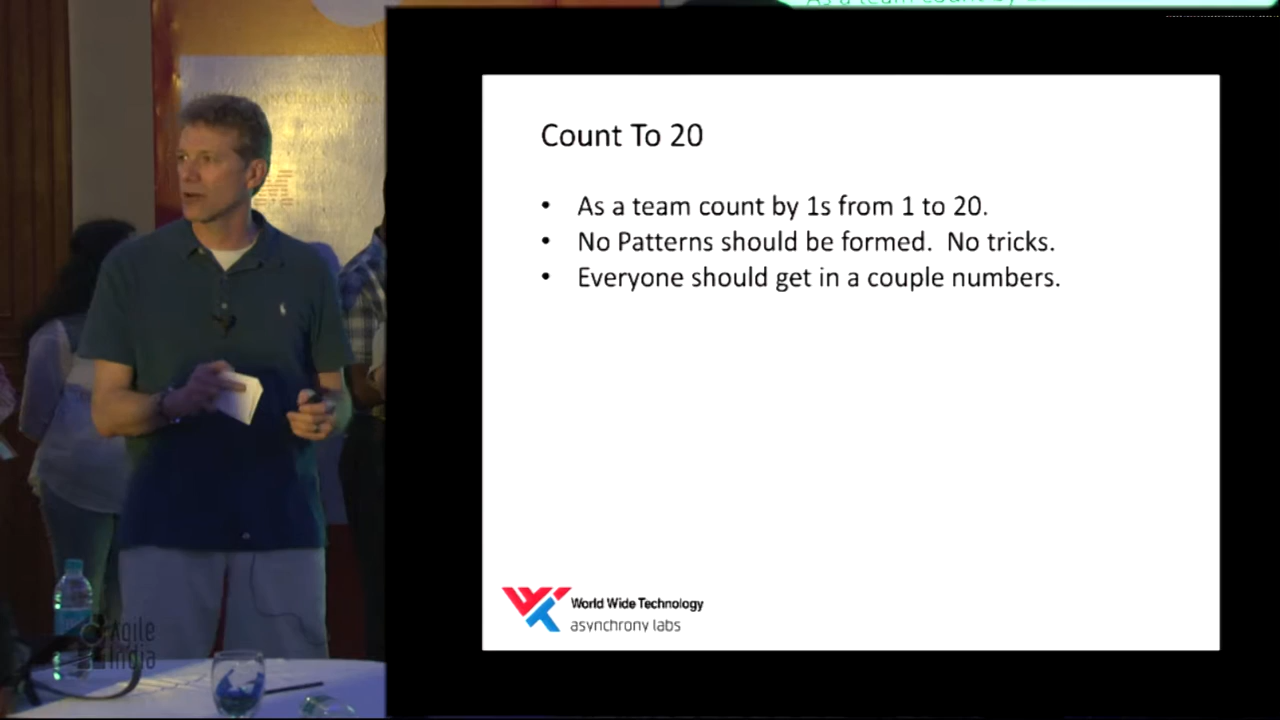 Count To 20
• As a team count by 1s from 1 to 20.
• No Patterns should be formed.  No tricks.
• Everyone should get in a couple numbers.
World Wide Technology
asynchrony labs
Agile
India